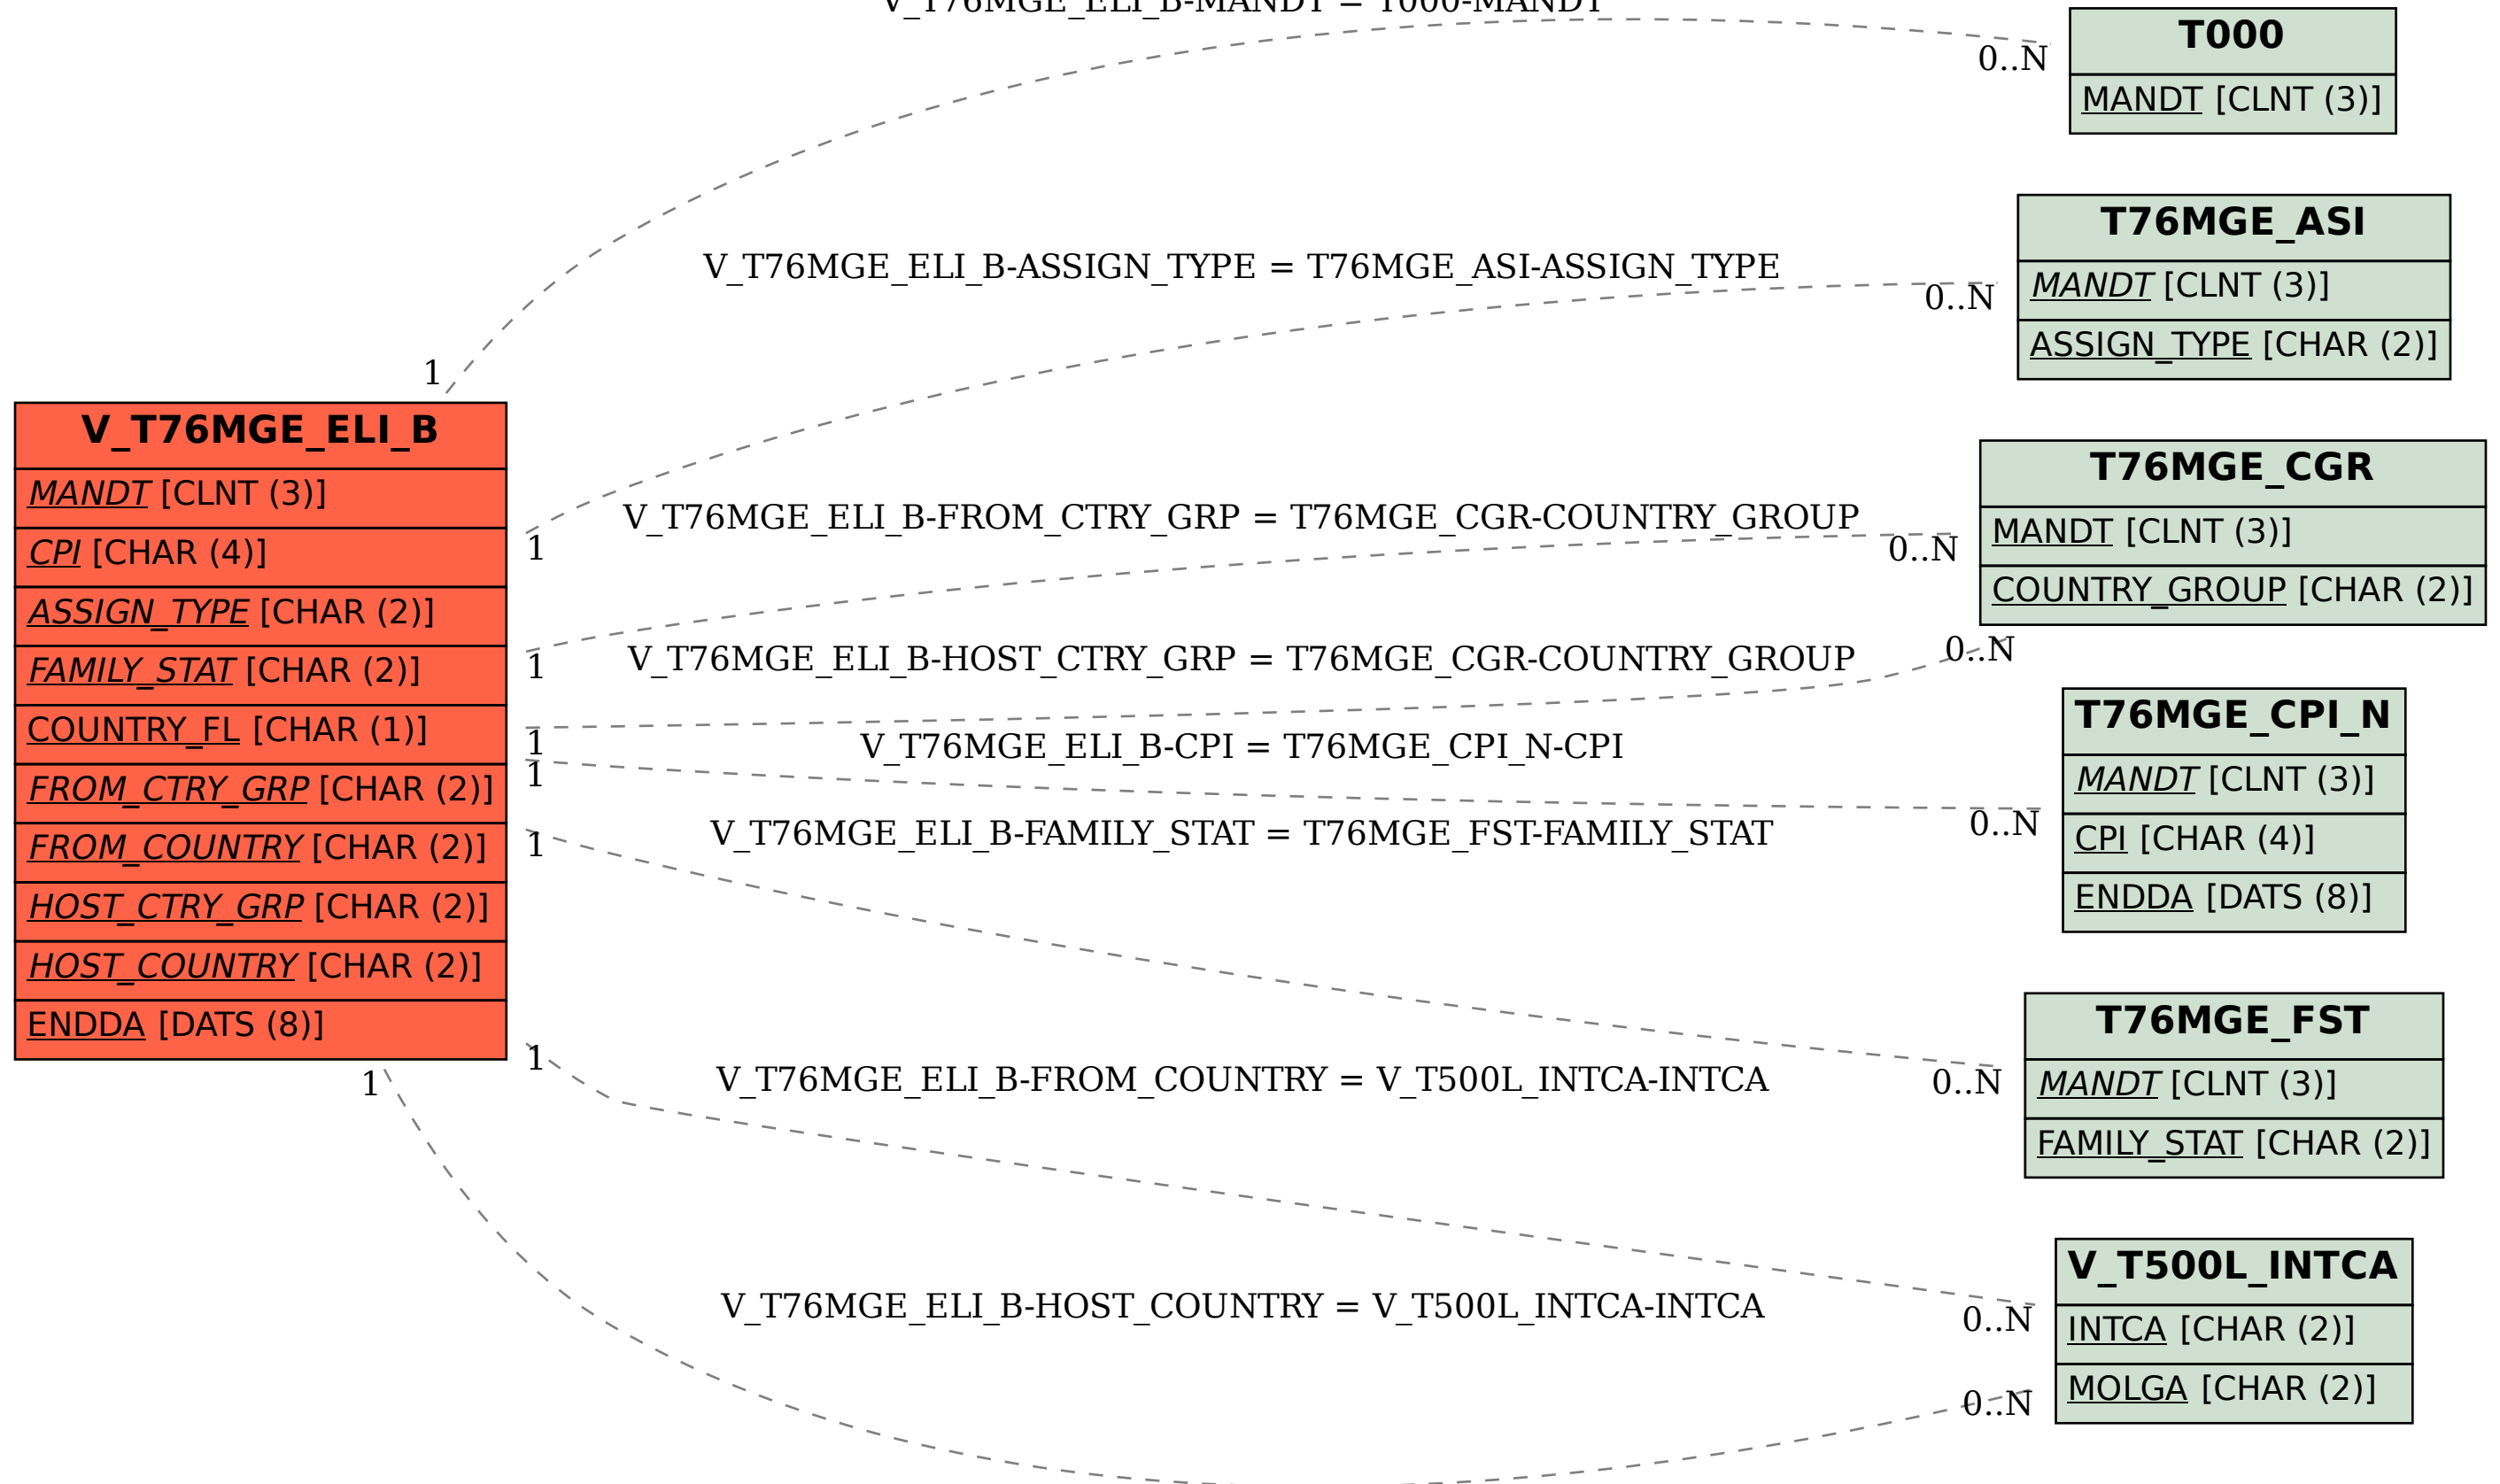 V_T76MGE_ELI_B-MANDT = T000-MANDT
T000
0..N
MANDT [CLNT (3)]
T76MGE_ASI
V_T76MGE_ELI_B-ASSIGN_TYPE = T76MGE_ASI-ASSIGN_TYPE
MANDT [CLNT (3)]
0..N
ASSIGN_TYPE [CHAR (2)]
1
V_T76MGE_ELI_B
MANDT [CLNT (3)]
CPI [CHAR (4)]
ASSIGN_TYPE [CHAR (2)]
FAMILY_STAT [CHAR (2)]
COUNTRY_FL [CHAR (1)]
FROM_CTRY_GRP [CHAR (2)]
FROM_COUNTRY [CHAR (2)]
HOST_CTRY_GRP [CHAR (2)]
HOST_COUNTRY [CHAR (2)]
ENDDA [DATS (8)]
T76MGE_CGR
MANDT [CLNT (3)]
COUNTRY_GROUP [CHAR (2)]
V_T76MGE_ELI_B-FROM_CTRY_GRP = T76MGE_CGR-COUNTRY_GROUP
1
0..N
1
V_T76MGE_ELI_B-HOST_CTRY_GRP = T76MGE_CGR-COUNTRY_GROUP
0..N
1
V_T76MGE_ELI_B-CPI = T76MGE_CPI_N-CPI
1
0..N
T76MGE_CPI_N
MANDT [CLNT (3)]
CPI [CHAR (4)]
ENDDA [DATS (8)]
V_T76MGE_ELI_B-FAMILY_STAT = T76MGE_FST-FAMILY_STAT
1
T76MGE_FST
MANDT [CLNT (3)]
FAMILY_STAT [CHAR (2)]
0..N
1
V_T76MGE_ELI_B-FROM_COUNTRY = V_T500L_INTCA-INTCA
1
V_T500L_INTCA
INTCA [CHAR (2)]
MOLGA [CHAR (2)]
V_T76MGE_ELI_B-HOST_COUNTRY = V_T500L_INTCA-INTCA
0..N
0..N